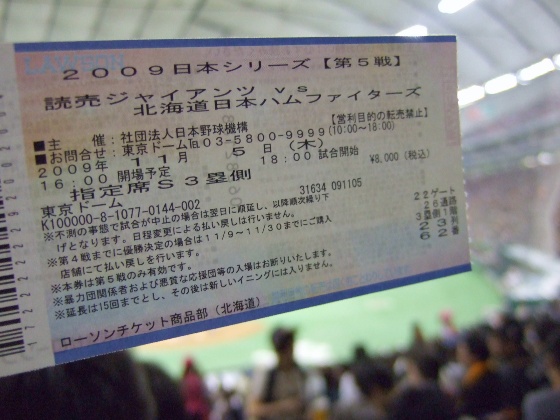 LAWSON
2009日本シリーズ【第5戦】
読売ジャイアンツ vs
北海道日本ハムファイターズ
【営利目的の転売禁止】
■主　催：社団法人日本野球機構
■お問合せ：東京ドーム℡03-5800-9999(10:00〜18:00)
2009年 11月 5日(木)
16:00 開場予定 18:00 試合開始
指定席S3塁側 ¥8,000(税込)
東京ドーム 31634 091105
K100000-8-1077-0144-002
22ゲート
26通路
3塁側1階
23列
62番
※不測の事態で試合が中止の場合は翌日に順延し、以降順次繰り下
げとなります。日程変更による払い戻しは行いません。
※第4戦までに優勝決定の場合は11/9〜11/30までにご購入
店舗にて払い戻しを行います。
※本券は第5戦のみ有効です。
※暴力団関係者および悪質な応援団等の入場はお断りいたします。
※延長は15回までとし、その後は新しいイニングには入りません。
ローソンチケット商品部(北海道)